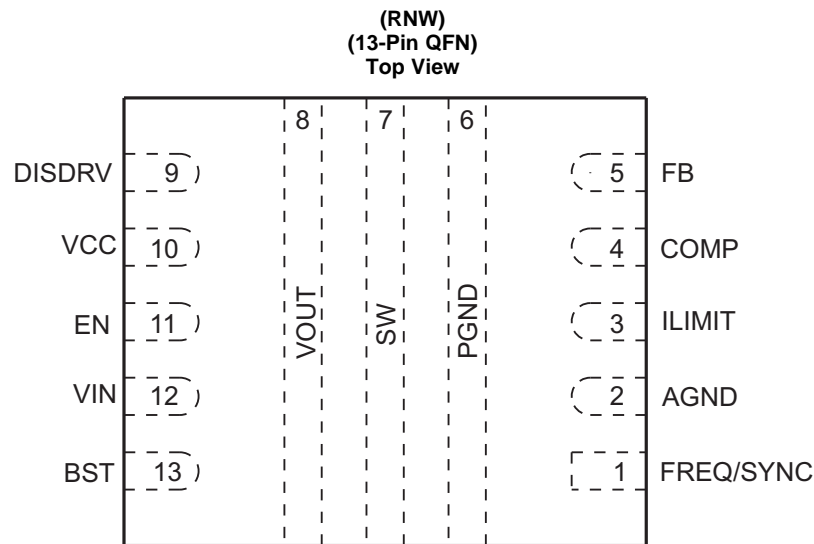 (RNW)
(13-Pin QFN)
Top View
8 7 6
DISDRV 9 5 FB
VCC 10 4 COMP
EN 11 3 ILIMIT
VOUT SW PGND
VIN 12 2 AGND
BST 13 1 FREQ/SYNC